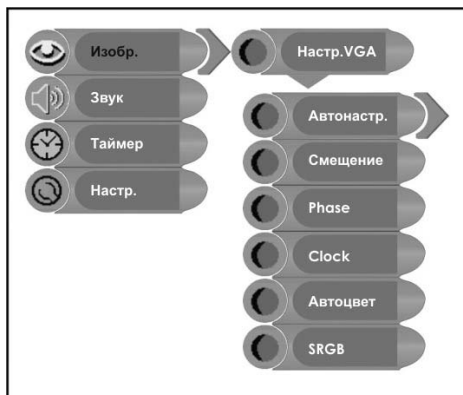 Изобр.
Звук
Таймер
Настр.
Настр.VGA
Автонастр.
Смещение
Phase
Clock
Автоцвет
SRGB